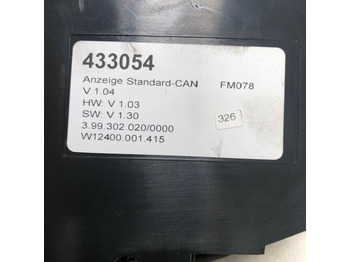 433054
Anzeige Standard-CAN FM078
V 1.04
HW: V 1.03
SW: V 1.30
326
3.99.302.020/0000
W12400.001.415